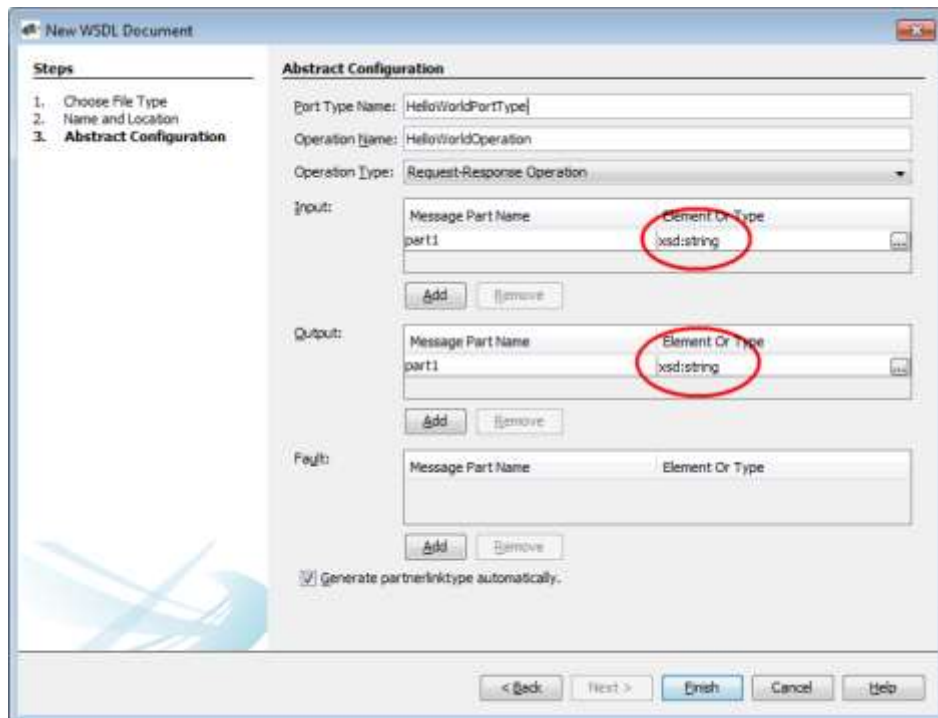 New WSDL Document
Steps
1. Choose File Type
2. Name and Location
3. Abstract Configuration
Abstract Configuration
Port Type Name: HelloWorldPortType
Operation Name: HelloWorldOperation
Operation Type: Request-Response Operation
Input:
Message Part Name Element Or Type
part1 xsd:string ...
Add Remove
Output:
Message Part Name Element Or Type
part1 xsd:string ...
Add Remove
Fault:
Message Part Name Element Or Type
Add Remove
Generate partnerlinktype automatically.
< Back Next > Finish Cancel Help